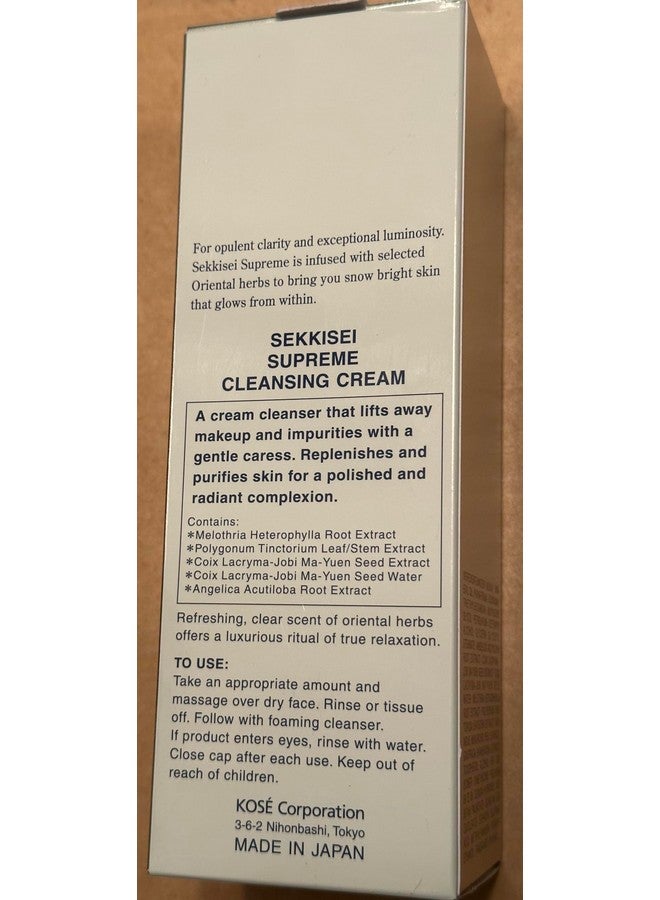 For opulent clarity and exceptional luminosity.
Sekkisei Supreme is infused with selected
Oriental herbs to bring you snow bright skin
that glows from within.
SEKKISEI
SUPREME
CLEANSING CREAM
A cream cleanser that lifts away
makeup and impurities with a
gentle caress. Replenishes and
purifies skin for a polished and
radiant complexion.
Contains:
*Melothria Heterophylla Root Extract
*Polygonum Tinctorium Leaf/Stem Extract
*Coix Lacryma-Jobi Ma-Yuen Seed Extract
*Coix Lacryma-Jobi Ma-Yuen Seed Water
*Angelica Acutiloba Root Extract
Refreshing, clear scent of oriental herbs
offers a luxurious ritual of true relaxation.
TO USE:
Take an appropriate amount and
massage over dry face. Rinse or tissue
off. Follow with foaming cleanser.
If product enters eyes, rinse with water.
Close cap after each use. Keep out of
reach of children.
KOSÉ Corporation
3-6-2 Nihonbashi, Tokyo
MADE IN JAPAN